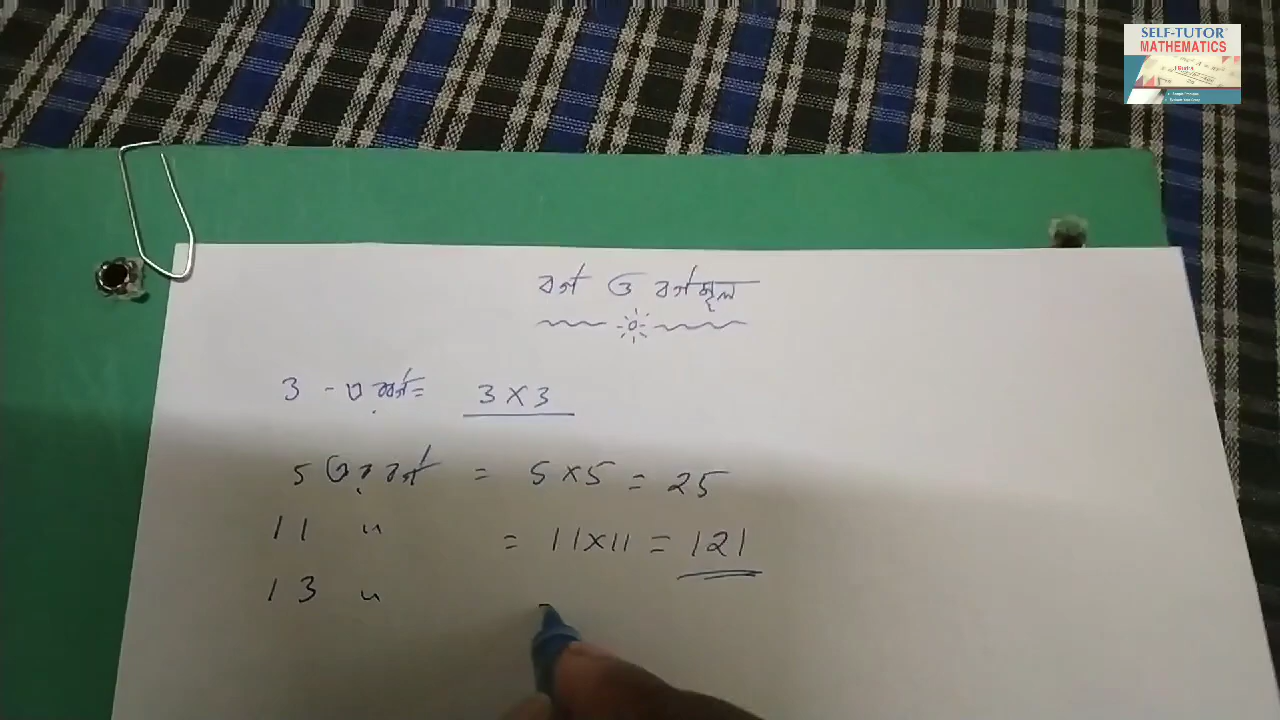 SELF-TUTOR
MATHEMATICS
বর্গ ও বর্গমূল
3 - র বর্গ = 3 × 3
5 এর বর্গ = 5 × 5 = 25
11 " = 11 × 11 = 121
13 "